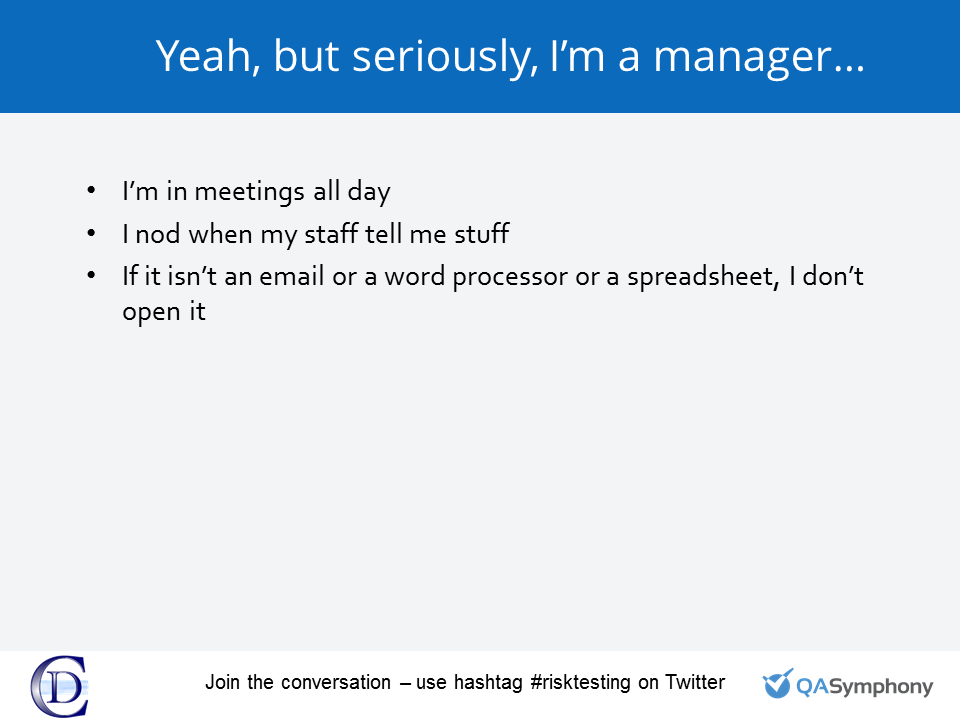 Yeah, but seriously, I’m a manager…
• I’m in meetings all day
• I nod when my staff tell me stuff
• If it isn’t an email or a word processor or a spreadsheet, I don’t
open it
CD
Join the conversation – use hashtag #risktesting on Twitter
QASymphony